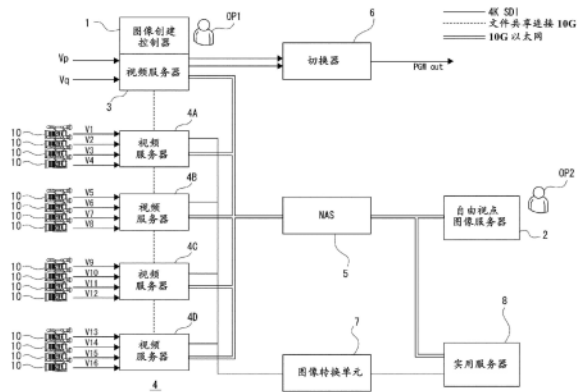 4K SDI
文件共享连接 10G
10G 以太网
1
图像创建
控制器
OP1
6
Vp
Vq
视频服务器
切换器
PGM out
3
4A
10 V1
10 V2
10 V3
10 V4
视频
服务器
4B
10 V5
10 V6
10 V7
10 V8
视频
服务器
NAS
5
OP2
自由视点
图像服务器
2
4C
10 V9
10 V10
10 V11
10 V12
视频
服务器
4D
10 V13
10 V14
10 V15
10 V16
视频
服务器
4
7
图像转换单元
8
实用服务器